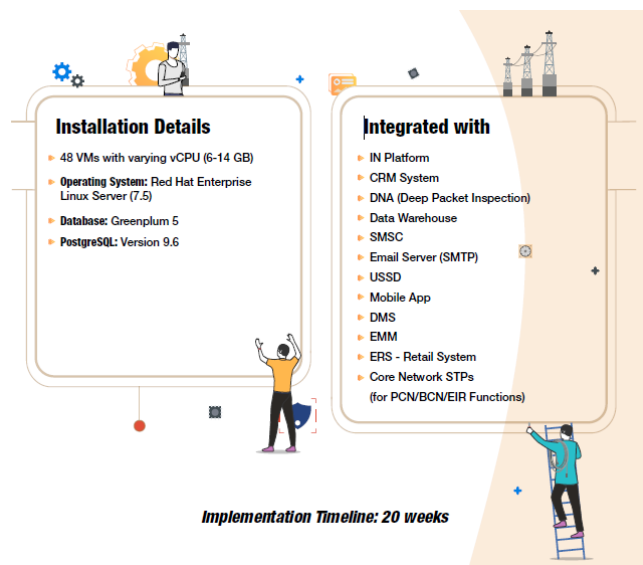 Installation Details
48 VMs with varying vCPU (6-14 GB)
Operating System: Red Hat Enterprise
Linux Server (7.5)
Database: Greenplum 5
PostgreSQL: Version 9.6
Integrated with
IN Platform
CRM System
DNA (Deep Packet Inspection)
Data Warehouse
SMSC
Email Server (SMTP)
USSD
Mobile App
DMS
EMM
ERS - Retail System
Core Network STPs
(for PCN/BCN/EIR Functions)
Implementation Timeline: 20 weeks